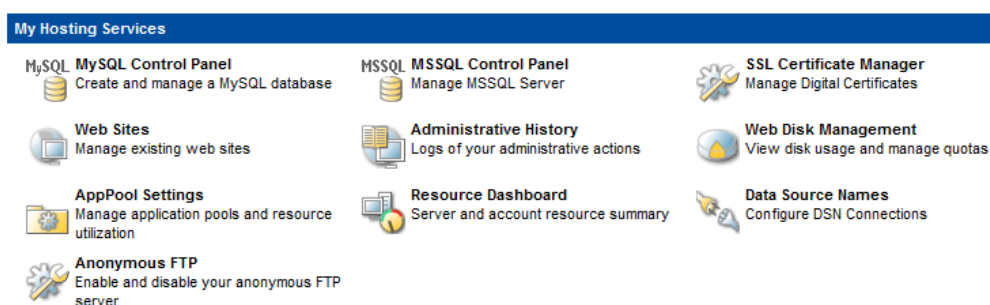 My Hosting Services
MySQL MySQL Control Panel
Create and manage a MySQL database
MSSQL MSSQL Control Panel
Manage MSSQL Server
SSL Certificate Manager
Manage Digital Certificates
Web Sites
Manage existing web sites
Administrative History
Logs of your administrative actions
Web Disk Management
View disk usage and manage quotas
AppPool Settings
Manage application pools and resource
utilization
Resource Dashboard
Server and account resource summary
Data Source Names
Configure DSN Connections
Anonymous FTP
Enable and disable your anonymous FTP
server